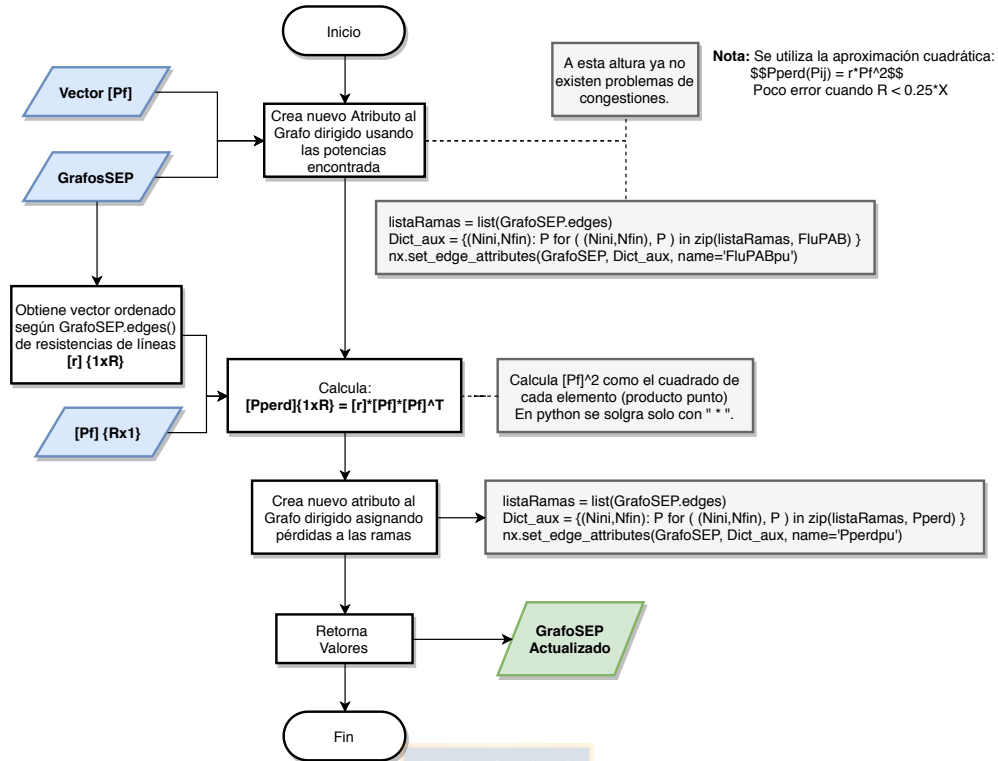 Inicio
A esta altura ya no
existen problemas de
congestiones.
Nota: Se utiliza la aproximación cuadrática:
$$Pperd(Pij) = r*Pf^2$$
Poco error cuando R < 0.25*X
Vector [Pf]
Crea nuevo Atributo al
Grafo dirigido usando
las potencias
encontrada
GrafosSEP
listaRamas = list(GrafoSEP.edges)
Dict_aux = {(Nini,Nfin): P for ( (Nini,Nfin), P ) in zip(listaRamas, FluPAB) }
nx.set_edge_attributes(GrafoSEP, Dict_aux, name='FluPABpu')
Obtiene vector ordenado
según GrafoSEP.edges()
de resistencias de líneas
[r] {1xR}
Calcula:
[Pperd]{1xR} = [r]*[Pf]*[Pf]^T
Calcula [Pf]^2 como el cuadrado de
cada elemento (producto punto)
En python se solgra solo con " * ".
[Pf] {Rx1}
Crea nuevo atributo al
Grafo dirigido asignando
pérdidas a las ramas
listaRamas = list(GrafoSEP.edges)
Dict_aux = {(Nini,Nfin): P for ( (Nini,Nfin), P ) in zip(listaRamas, Pperd) }
nx.set_edge_attributes(GrafoSEP, Dict_aux, name='Pperdpu')
Retorna
Valores
GrafoSEP
Actualizado
Fin